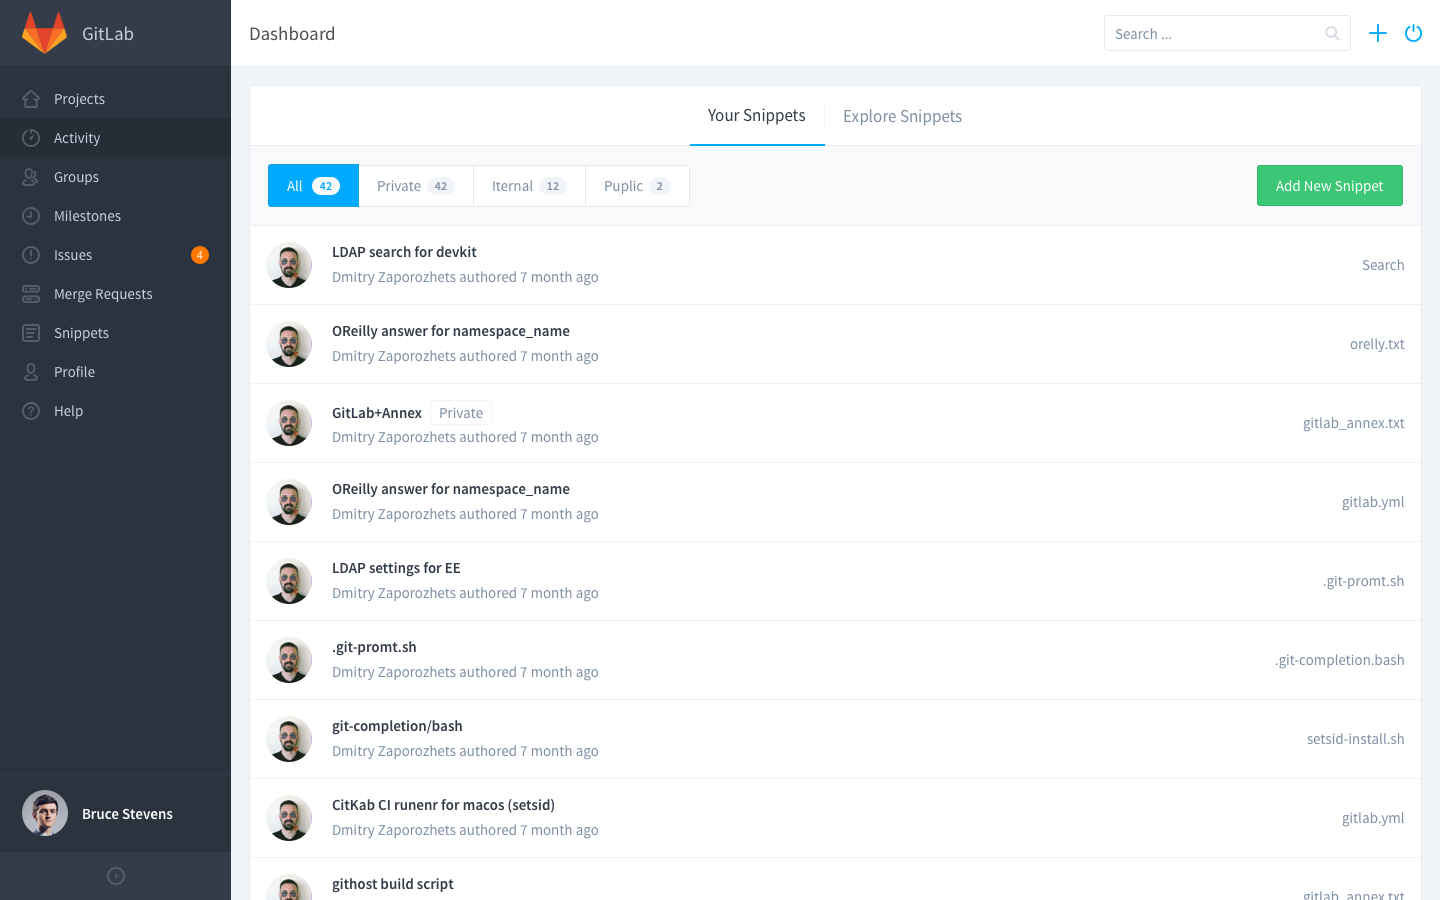 GitLab
Dashboard
Search ...
Projects
Activity
Groups
Milestones
Issues 4
Merge Requests
Snippets
Profile
Help
Bruce Stevens
Your Snippets
Explore Snippets
All 42
Private 42
Iternal 12
Puplic 2
Add New Snippet
LDAP search for devkit
Dmitry Zaporozhets authored 7 month ago
Search
OReilly answer for namespace_name
Dmitry Zaporozhets authored 7 month ago
orelly.txt
GitLab+Annex Private
Dmitry Zaporozhets authored 7 month ago
gitlab_annex.txt
OReilly answer for namespace_name
Dmitry Zaporozhets authored 7 month ago
gitlab.yml
LDAP settings for EE
Dmitry Zaporozhets authored 7 month ago
.git-promt.sh
.git-promt.sh
Dmitry Zaporozhets authored 7 month ago
.git-completion.bash
git-completion/bash
Dmitry Zaporozhets authored 7 month ago
setsid-install.sh
CitKab CI runenr for macos (setsid)
Dmitry Zaporozhets authored 7 month ago
gitlab.yml
githost build script
gitlab_annex.txt